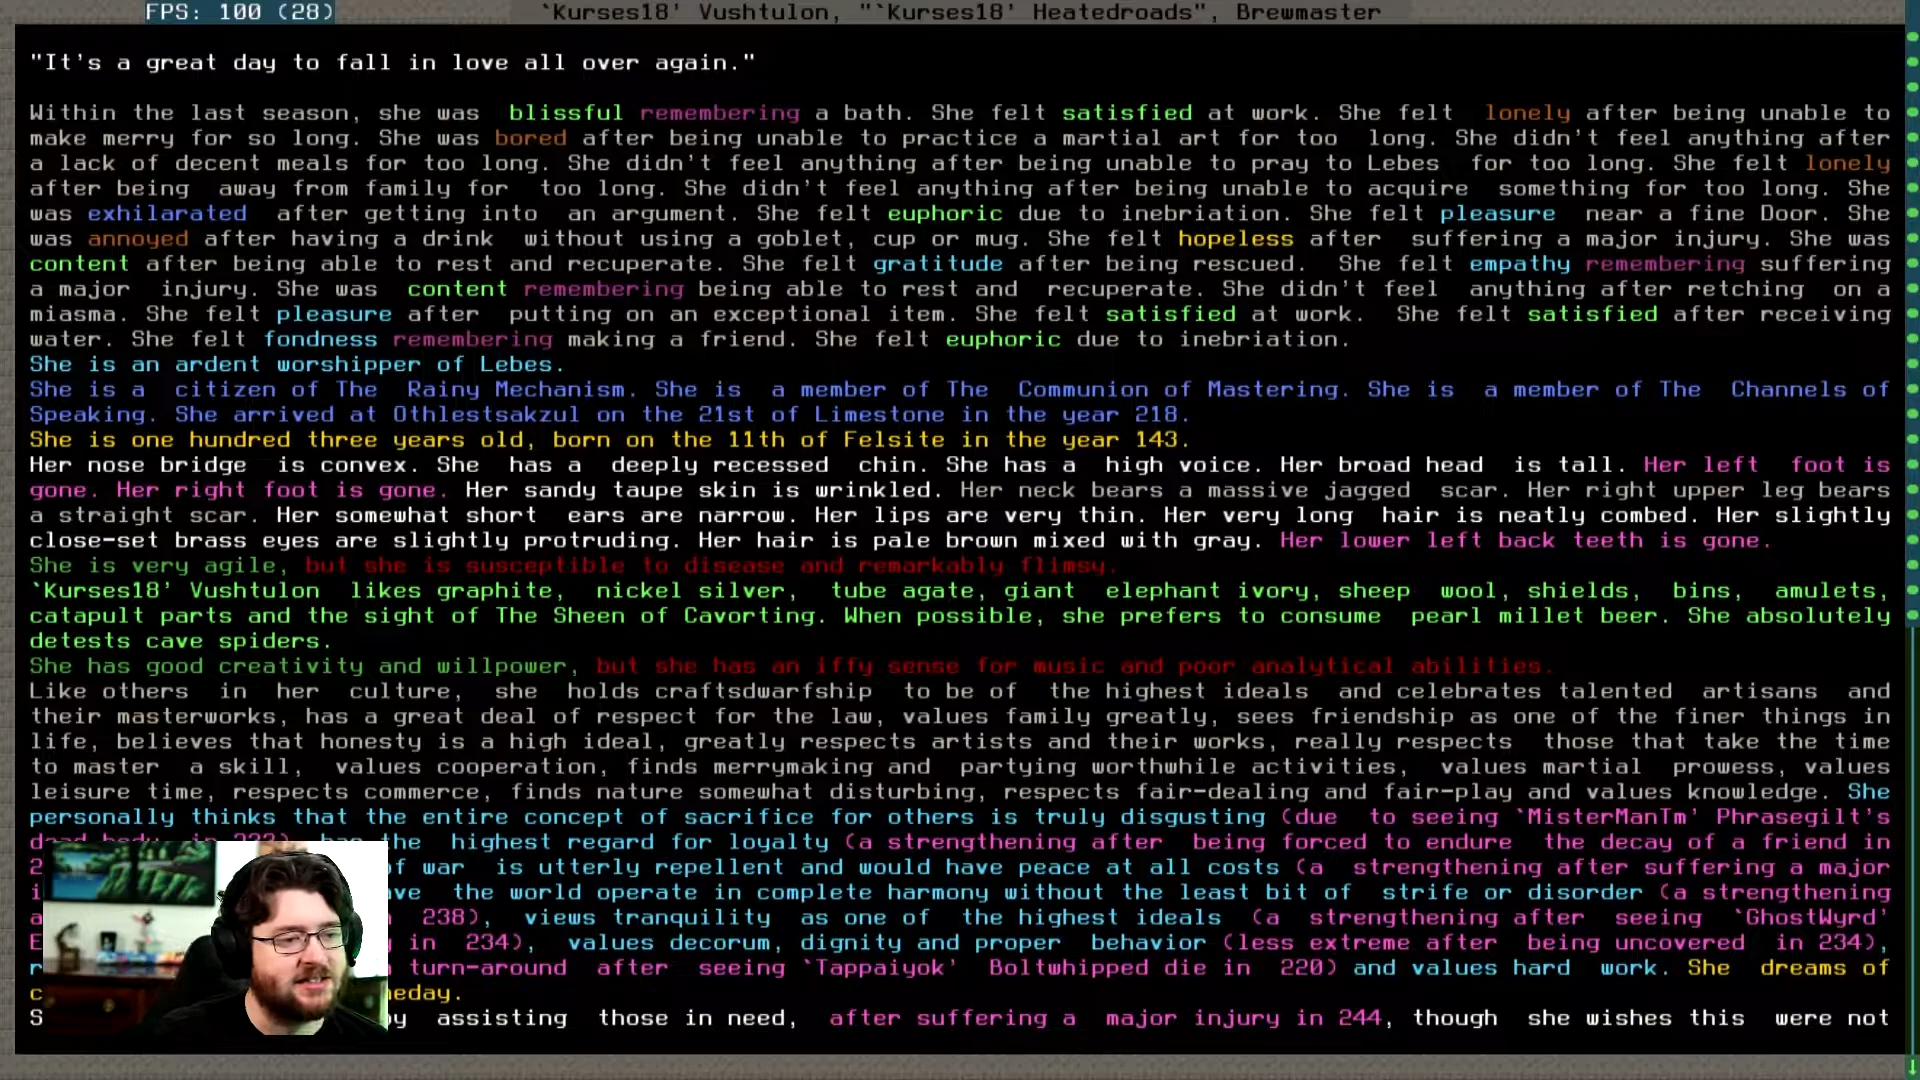 FPS: 100 (28)
`Kurses18' Vushtulon, "`Kurses18' Heatedroads", Brewmaster
"It's a great day to fall in love all over again."
Within the last season, she was blissful remembering a bath. She felt satisfied at work. She felt lonely after being unable to
make merry for so long. She was bored after being unable to practice a martial art for too long. She didn't feel anything after
a lack of decent meals for too long. She didn't feel anything after being unable to pray to Lebes for too long. She felt lonely
after being away from family for too long. She didn't feel anything after being unable to acquire something for too long. She
was exhilarated after getting into an argument. She felt euphoric due to inebriation. She felt pleasure near a fine Door. She
was annoyed after having a drink without using a goblet, cup or mug. She felt hopeless after suffering a major injury. She was
content after being able to rest and recuperate. She felt gratitude after being rescued. She felt empathy remembering suffering
a major injury. She was content remembering being able to rest and recuperate. She didn't feel anything after retching on a
miasma. She felt pleasure after putting on an exceptional item. She felt satisfied at work. She felt satisfied after receiving
water. She felt fondness remembering making a friend. She felt euphoric due to inebriation.
She is an ardent worshipper of Lebes.
She is a citizen of The Rainy Mechanism. She is a member of The Communion of Mastering. She is a member of The Channels of
Speaking. She arrived at Othlestsakzul on the 21st of Limestone in the year 218.
She is one hundred three years old, born on the 11th of Felsite in the year 143.
Her nose bridge is convex. She has a deeply recessed chin. She has a high voice. Her broad head is tall. Her left foot is
gone. Her right foot is gone. Her sandy taupe skin is wrinkled. Her neck bears a massive jagged scar. Her right upper leg bears
a straight scar. Her somewhat short ears are narrow. Her lips are very thin. Her very long hair is neatly combed. Her slightly
close-set brass eyes are slightly protruding. Her hair is pale brown mixed with gray. Her lower left back teeth is gone.
She is very agile, but she is susceptible to disease and remarkably flimsy.
`Kurses18' Vushtulon likes graphite, nickel silver, tube agate, giant elephant ivory, sheep wool, shields, bins, amulets,
catapult parts and the sight of The Sheen of Cavorting. When possible, she prefers to consume pearl millet beer. She absolutely
detests cave spiders.
She has good creativity and willpower, but she has an iffy sense for music and poor analytical abilities.
Like others in her culture, she holds craftsdwarfship to be of the highest ideals and celebrates talented artisans and
their masterworks, has a great deal of respect for the law, values family greatly, sees friendship as one of the finer things in
life, believes that honesty is a high ideal, greatly respects artists and their works, really respects those that take the time
to master a skill, values cooperation, finds merrymaking and partying worthwhile activities, values martial prowess, values
leisure time, respects commerce, finds nature somewhat disturbing, respects fair-dealing and fair-play and values knowledge. She
personally thinks that the entire concept of sacrifice for others is truly disgusting (due to seeing `MisterManTm' Phrasegilt's
the highest regard for loyalty (a strengthening after being forced to endure the decay of a friend in
of war is utterly repellent and would have peace at all costs (a strengthening after suffering a major
the world operate in complete harmony without the least bit of strife or disorder (a strengthening
238), views tranquility as one of the highest ideals (a strengthening after seeing `GhostWyrd'
in 234), values decorum, dignity and proper behavior (less extreme after being uncovered in 234),
turn-around after seeing `Tappaiyok' Boltwhipped die in 220) and values hard work. She dreams of
assisting those in need, after suffering a major injury in 244, though she wishes this were not